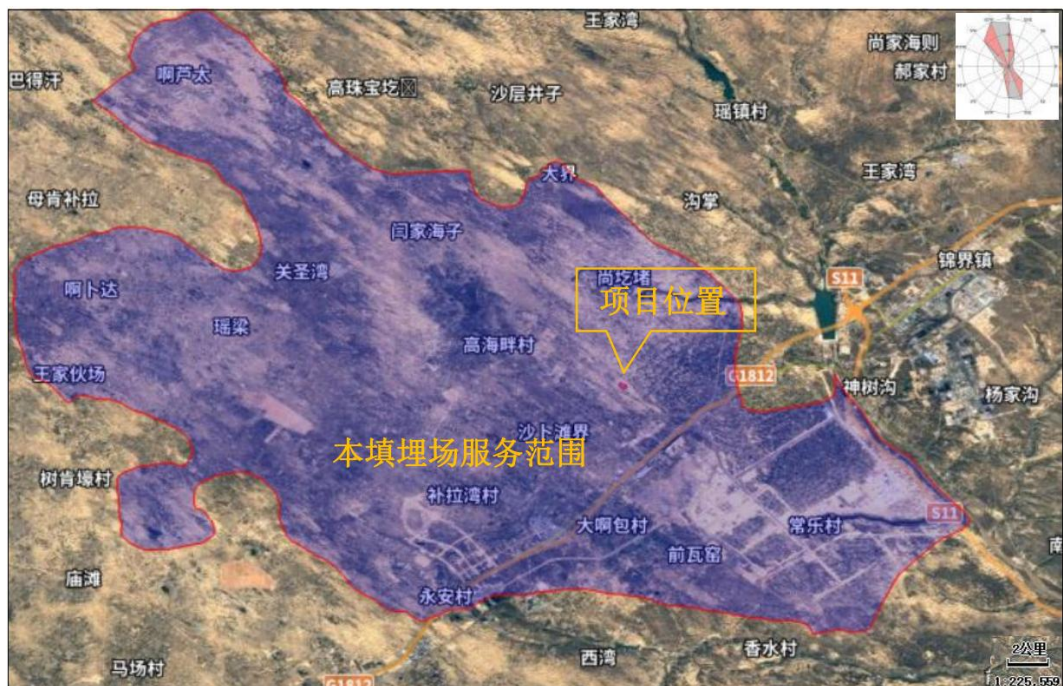 王家湾
尚家海则
郝家村
啊芦太
巴得汗
高珠宝圪
沙层井子
瑶镇村
王家湾
大界
沟掌
母肯补拉
闫家海子
锦界镇
关圣湾
尚圪堵
S11
啊卜达
项目位置
瑶梁
高海畔村
王家伙场
G1812
神树沟
杨家沟
沙卜滩界
本填埋场服务范围
树肯壕村
补拉湾村
大啊包村
常乐村
S11
前瓦窑
南
庙滩
永安村
香水村
西湾
马场村
2公里
G1812
1:225,559